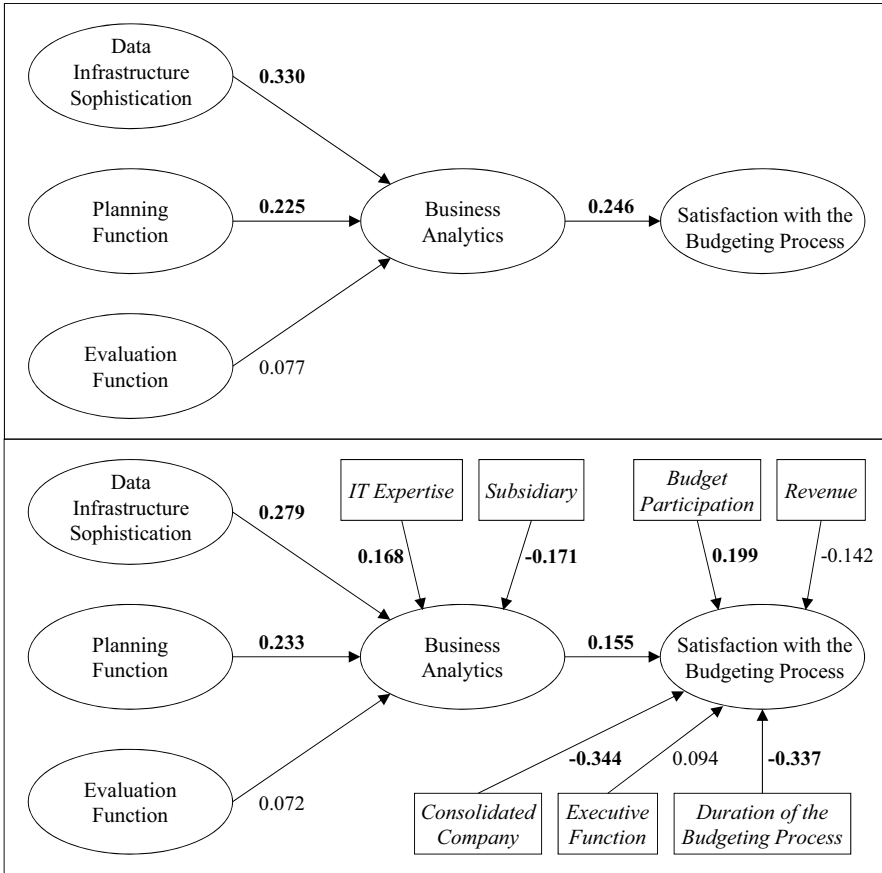 Data
Infrastructure
Sophistication
0.330
Planning
Function
0.225
Business
Analytics
0.246
Satisfaction with the
Budgeting Process
Evaluation
Function
0.077
Data
Infrastructure
Sophistication
0.279
IT Expertise
Subsidiary
Budget
Participation
Revenue
0.168
-0.171
0.199
-0.142
Planning
Function
0.233
Business
Analytics
0.155
Satisfaction with the
Budgeting Process
Evaluation
Function
0.072
-0.344
0.094
-0.337
Consolidated
Company
Executive
Function
Duration of the
Budgeting Process